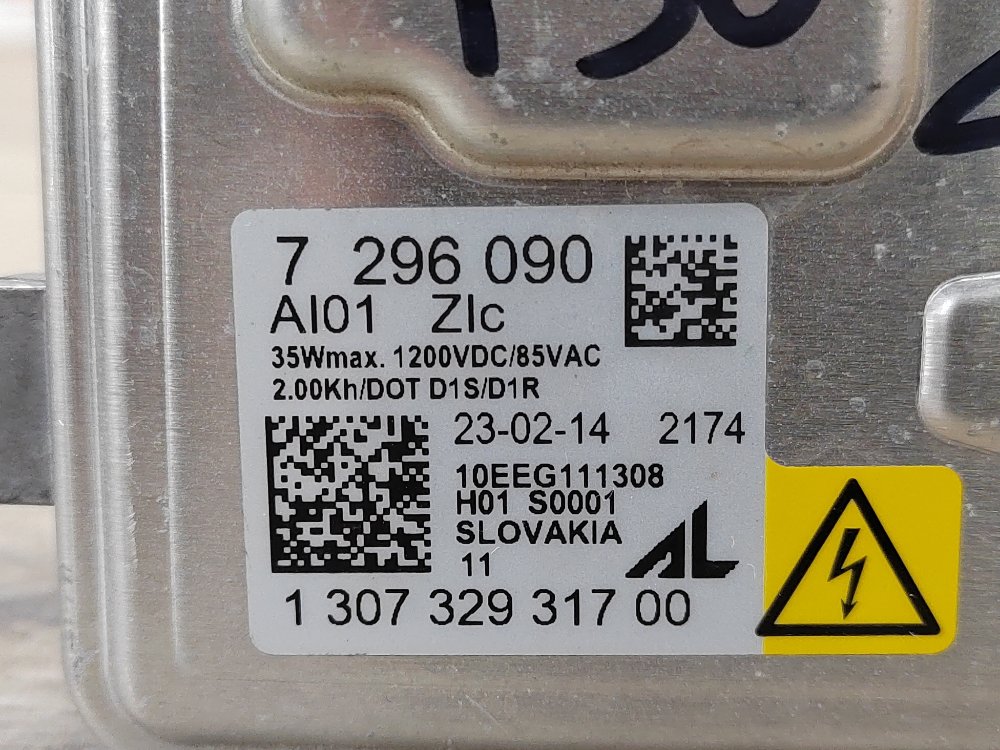 7 296 090
AI01 ZIc
35Wmax. 1200VDC/85VAC
2.00Kh/DOT D1S/D1R
23-02-14 2174
10EEG111308
H01 S0001
SLOVAKIA
11
AL
1 307 329 317 00